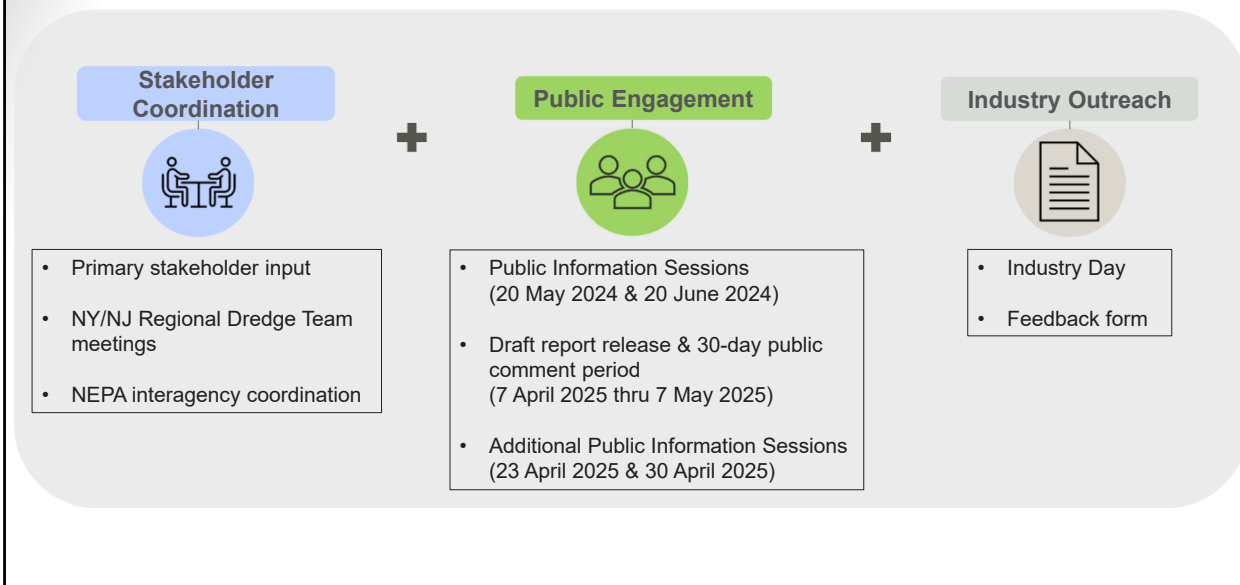 Stakeholder
Coordination
• Primary stakeholder input
• NY/NJ Regional Dredge Team
meetings
• NEPA interagency coordination
Public Engagement
• Public Information Sessions
(20 May 2024 & 20 June 2024)
• Draft report release & 30-day public
comment period
(7 April 2025 thru 7 May 2025)
• Additional Public Information Sessions
(23 April 2025 & 30 April 2025)
Industry Outreach
• Industry Day
• Feedback form